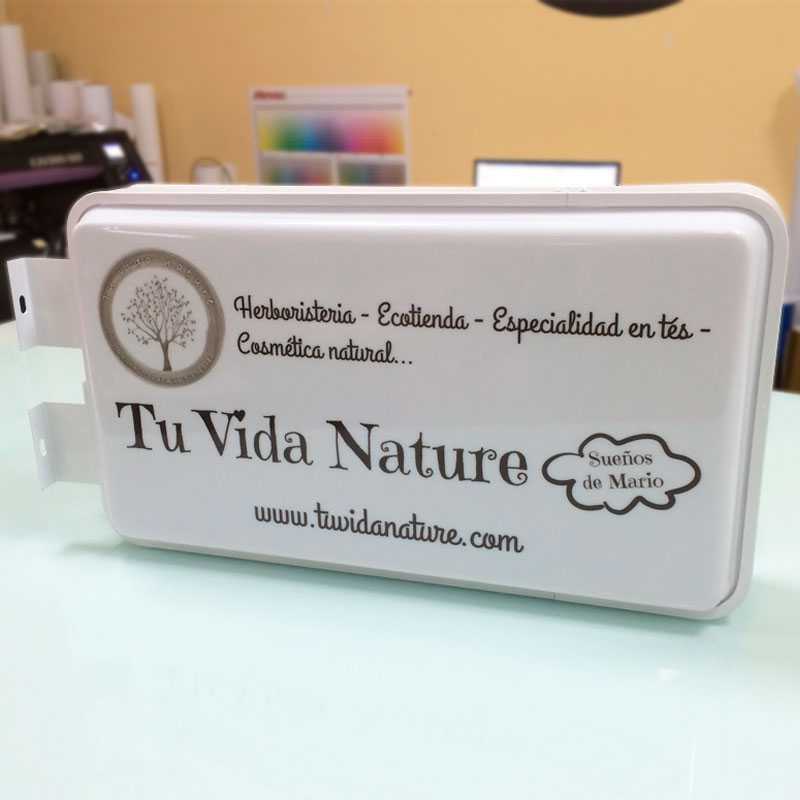 Herboristeria - Ecotienda - Especialidad en tés -
Cosmética natural...
Tu Vida Nature
Sueños
de Mario
www.tuvidanature.com